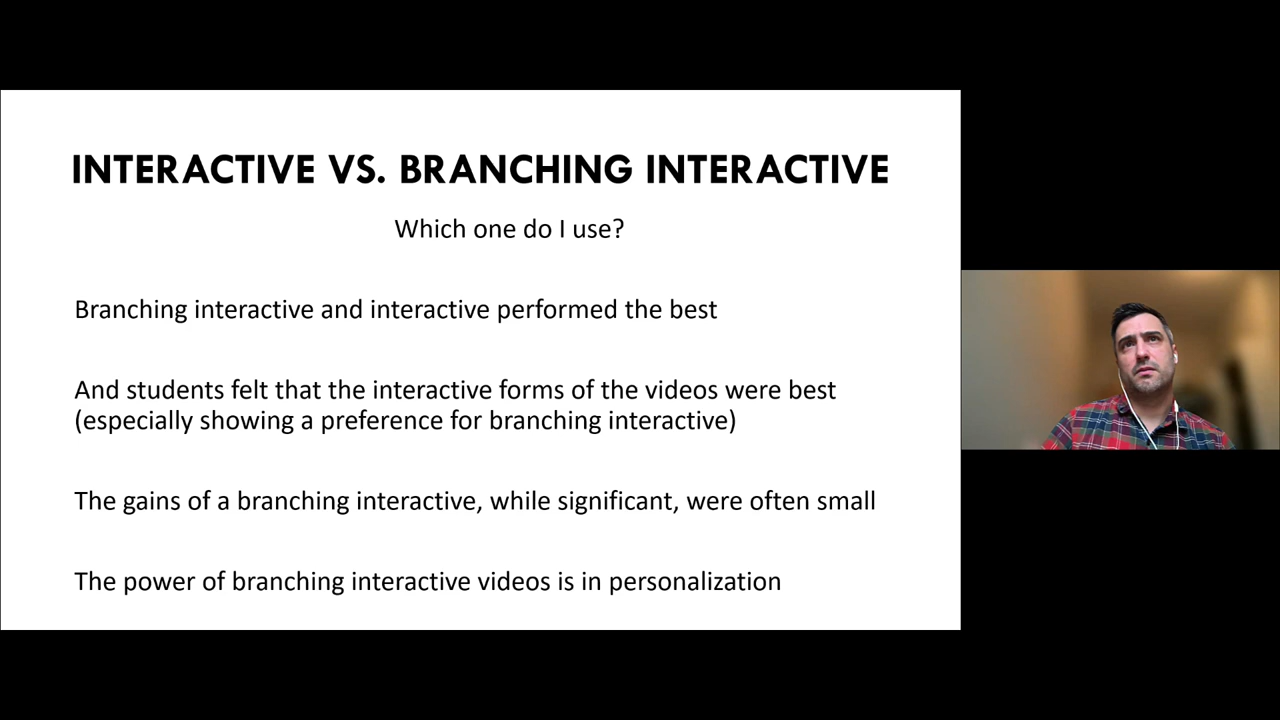 INTERACTIVE VS. BRANCHING INTERACTIVE
Which one do I use?
Branching interactive and interactive performed the best
And students felt that the interactive forms of the videos were best
(especially showing a preference for branching interactive)
The gains of a branching interactive, while significant, were often small
The power of branching interactive videos is in personalization